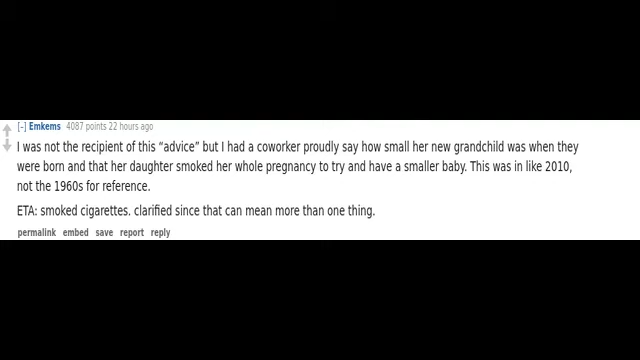 [-] Emkems 4087 points 22 hours ago
I was not the recipient of this “advice” but I had a coworker proudly say how small her new grandchild was when they
were born and that her daughter smoked her whole pregnancy to try and have a smaller baby. This was in like 2010,
not the 1960s for reference.
ETA: smoked cigarettes. clarified since that can mean more than one thing.
permalink embed save report reply